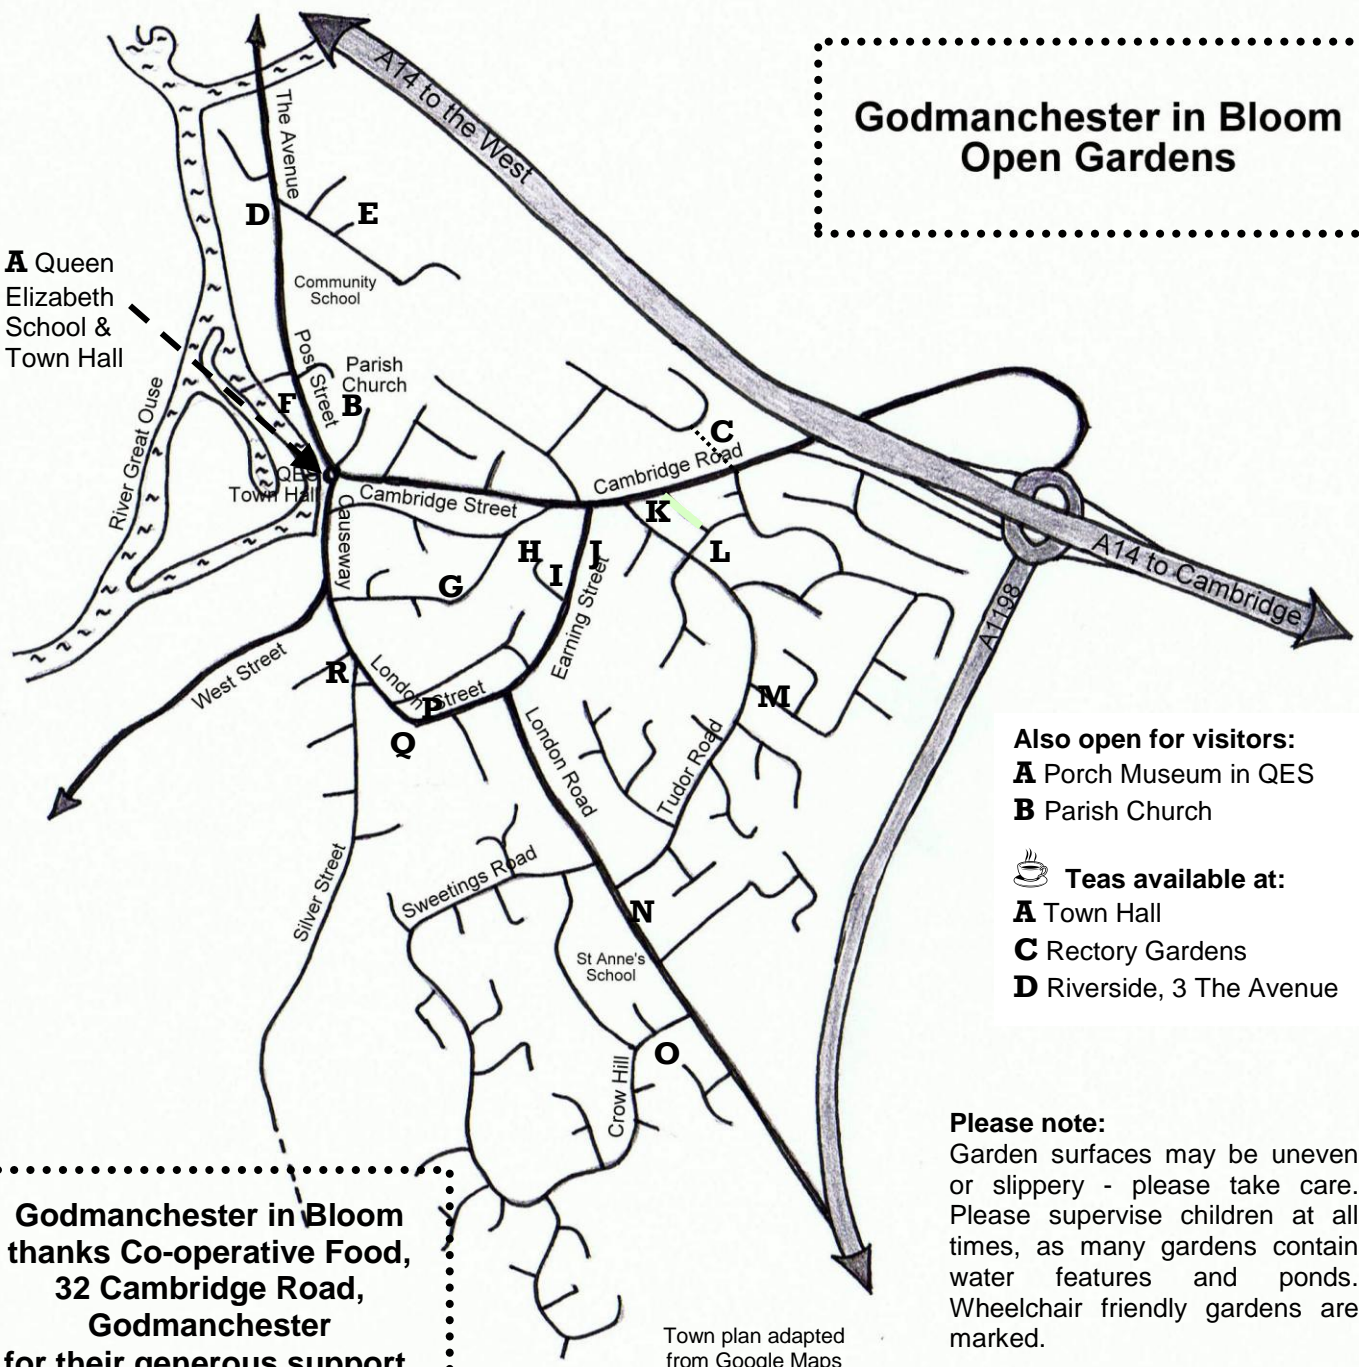 Godmanchester in Bloom
Open Gardens
A14 to the West
The Avenue
D
E
A Queen
Elizabeth
School &
Town Hall
Community
School
Post Street
Parish
Church
F
B
C
River Great Ouse
QES
Town Hall
Cambridge Street
Cambridge Road
Causeway
K
H
J
L
I
G
A14 to Cambridge
A1198
Earning Street
West Street
R
London Street
P
Q
M
London Road
Tudor Road
Also open for visitors:
A Porch Museum in QES
B Parish Church
Teas available at:
A Town Hall
C Rectory Gardens
D Riverside, 3 The Avenue
Silver Street
Sweetings Road
N
St Anne's
School
O
Crow Hill
Please note:
Garden surfaces may be uneven
or slippery - please take care.
Please supervise children at all
times, as many gardens contain
water features and ponds.
Wheelchair friendly gardens are
marked.
Godmanchester in Bloom
thanks Co-operative Food,
32 Cambridge Road,
Godmanchester
for their generous support
Town plan adapted
from Google Maps